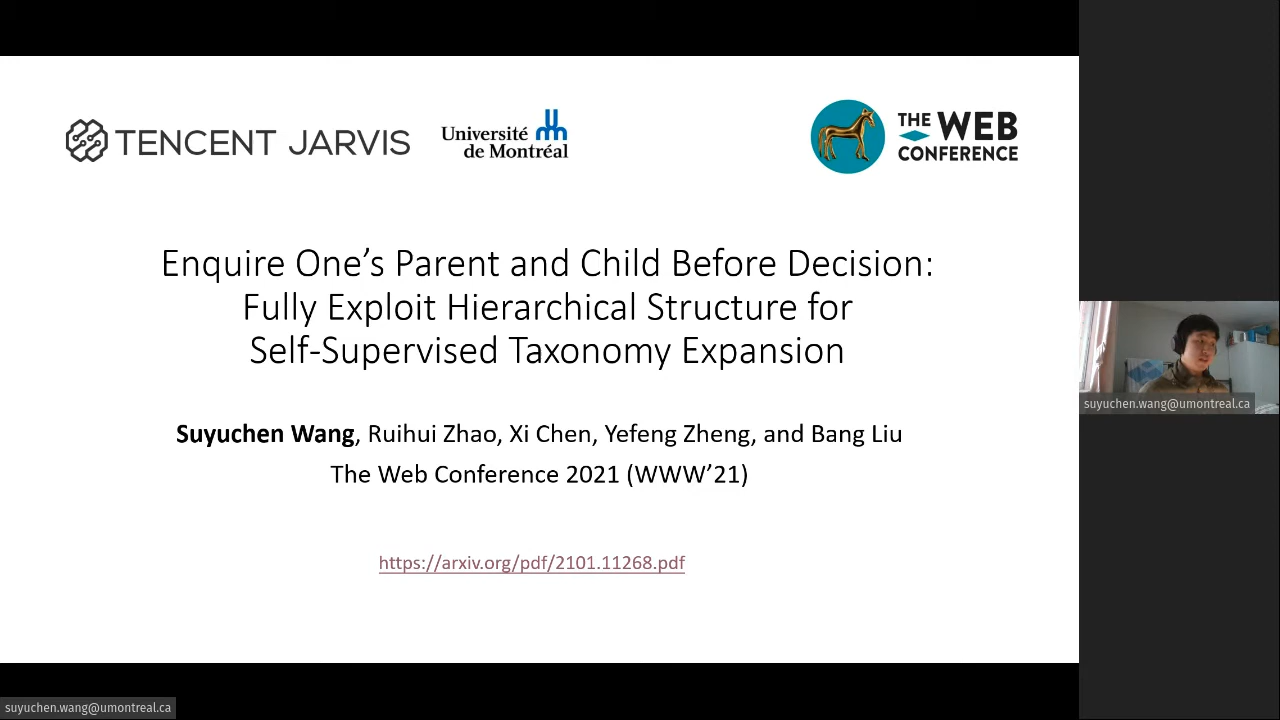 TENCENT JARVIS
Université
de Montréal
THE WEB
CONFERENCE
Enquire One’s Parent and Child Before Decision:
Fully Exploit Hierarchical Structure for
Self-Supervised Taxonomy Expansion
Suyuchen Wang, Ruihui Zhao, Xi Chen, Yefeng Zheng, and Bang Liu
The Web Conference 2021 (WWW’21)
https://arxiv.org/pdf/2101.11268.pdf
suyuchen.wang@umontreal.ca
suyuchen.wang@umontreal.ca